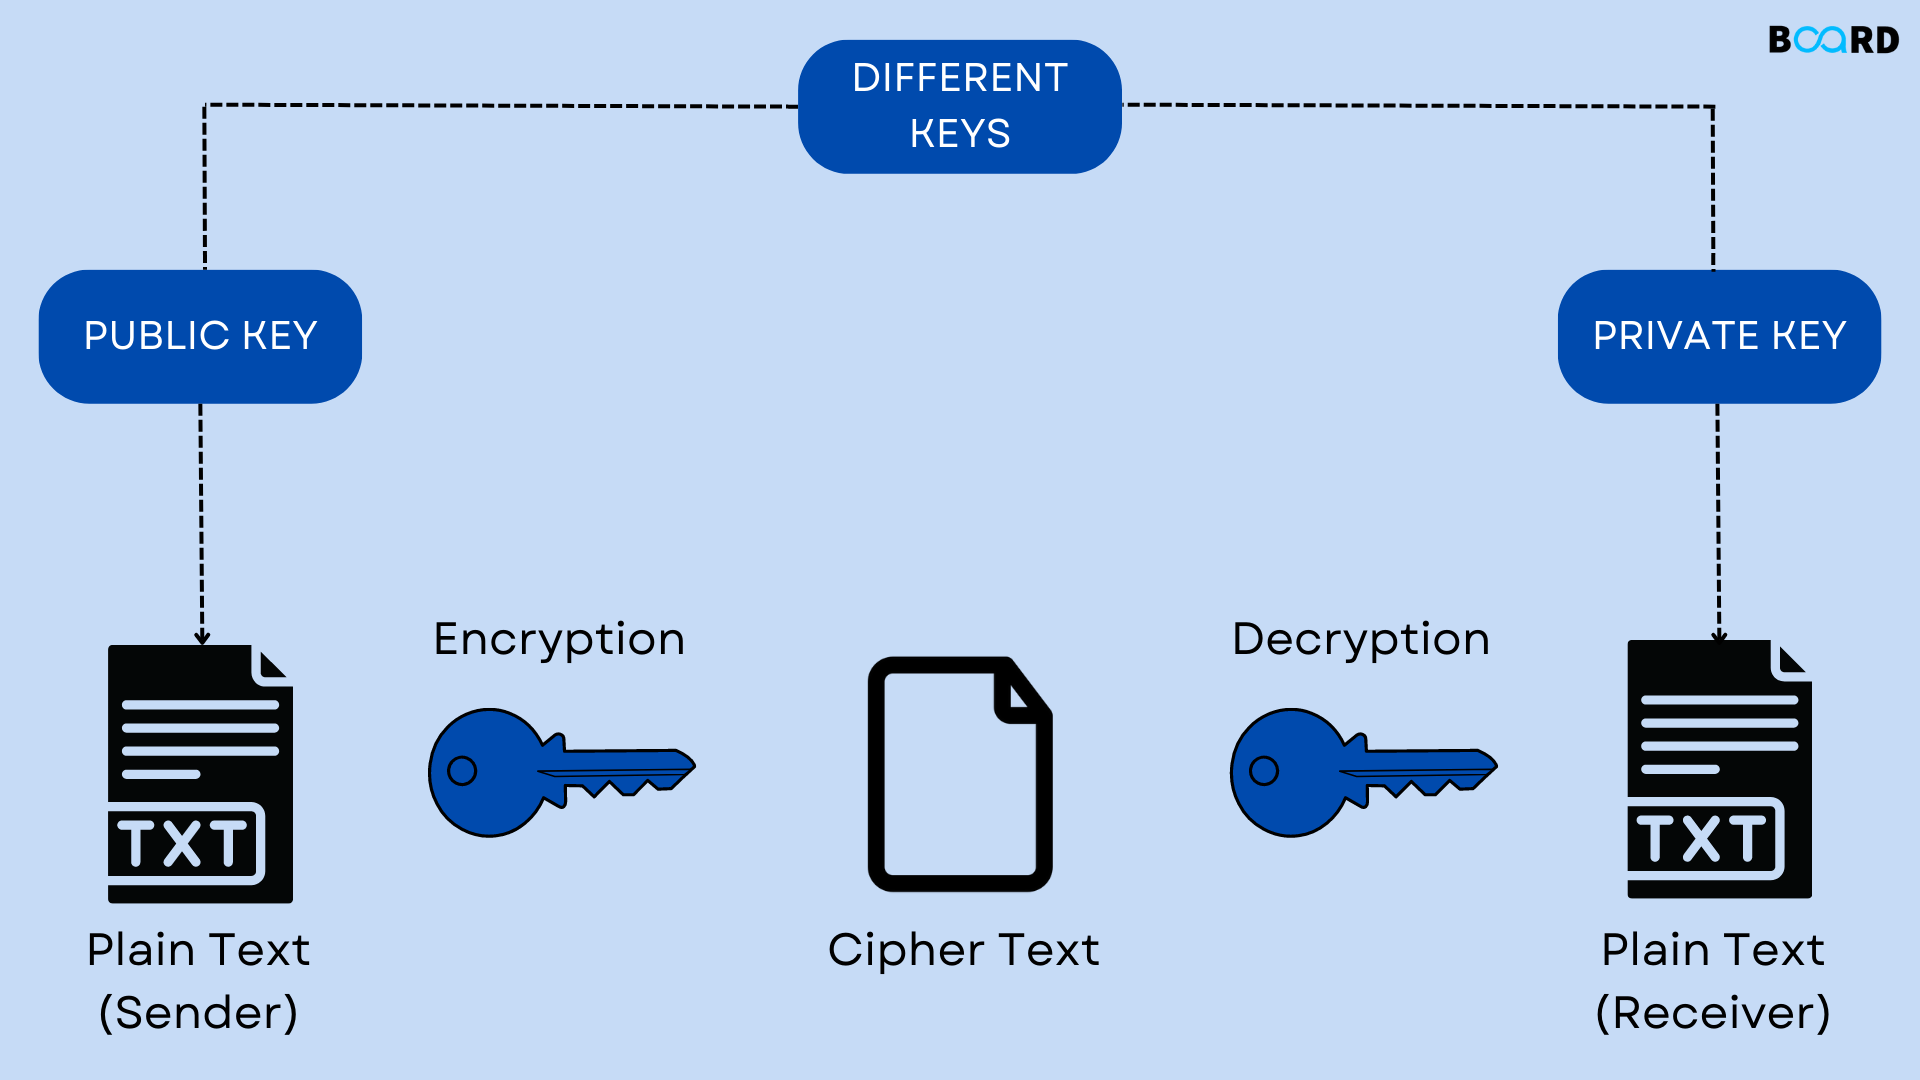 BOARD
DIFFERENT
KEYS
PUBLIC KEY
PRIVATE KEY
Encryption
Decryption
TXT
TXT
Plain Text
(Sender)
Cipher Text
Plain Text
(Receiver)